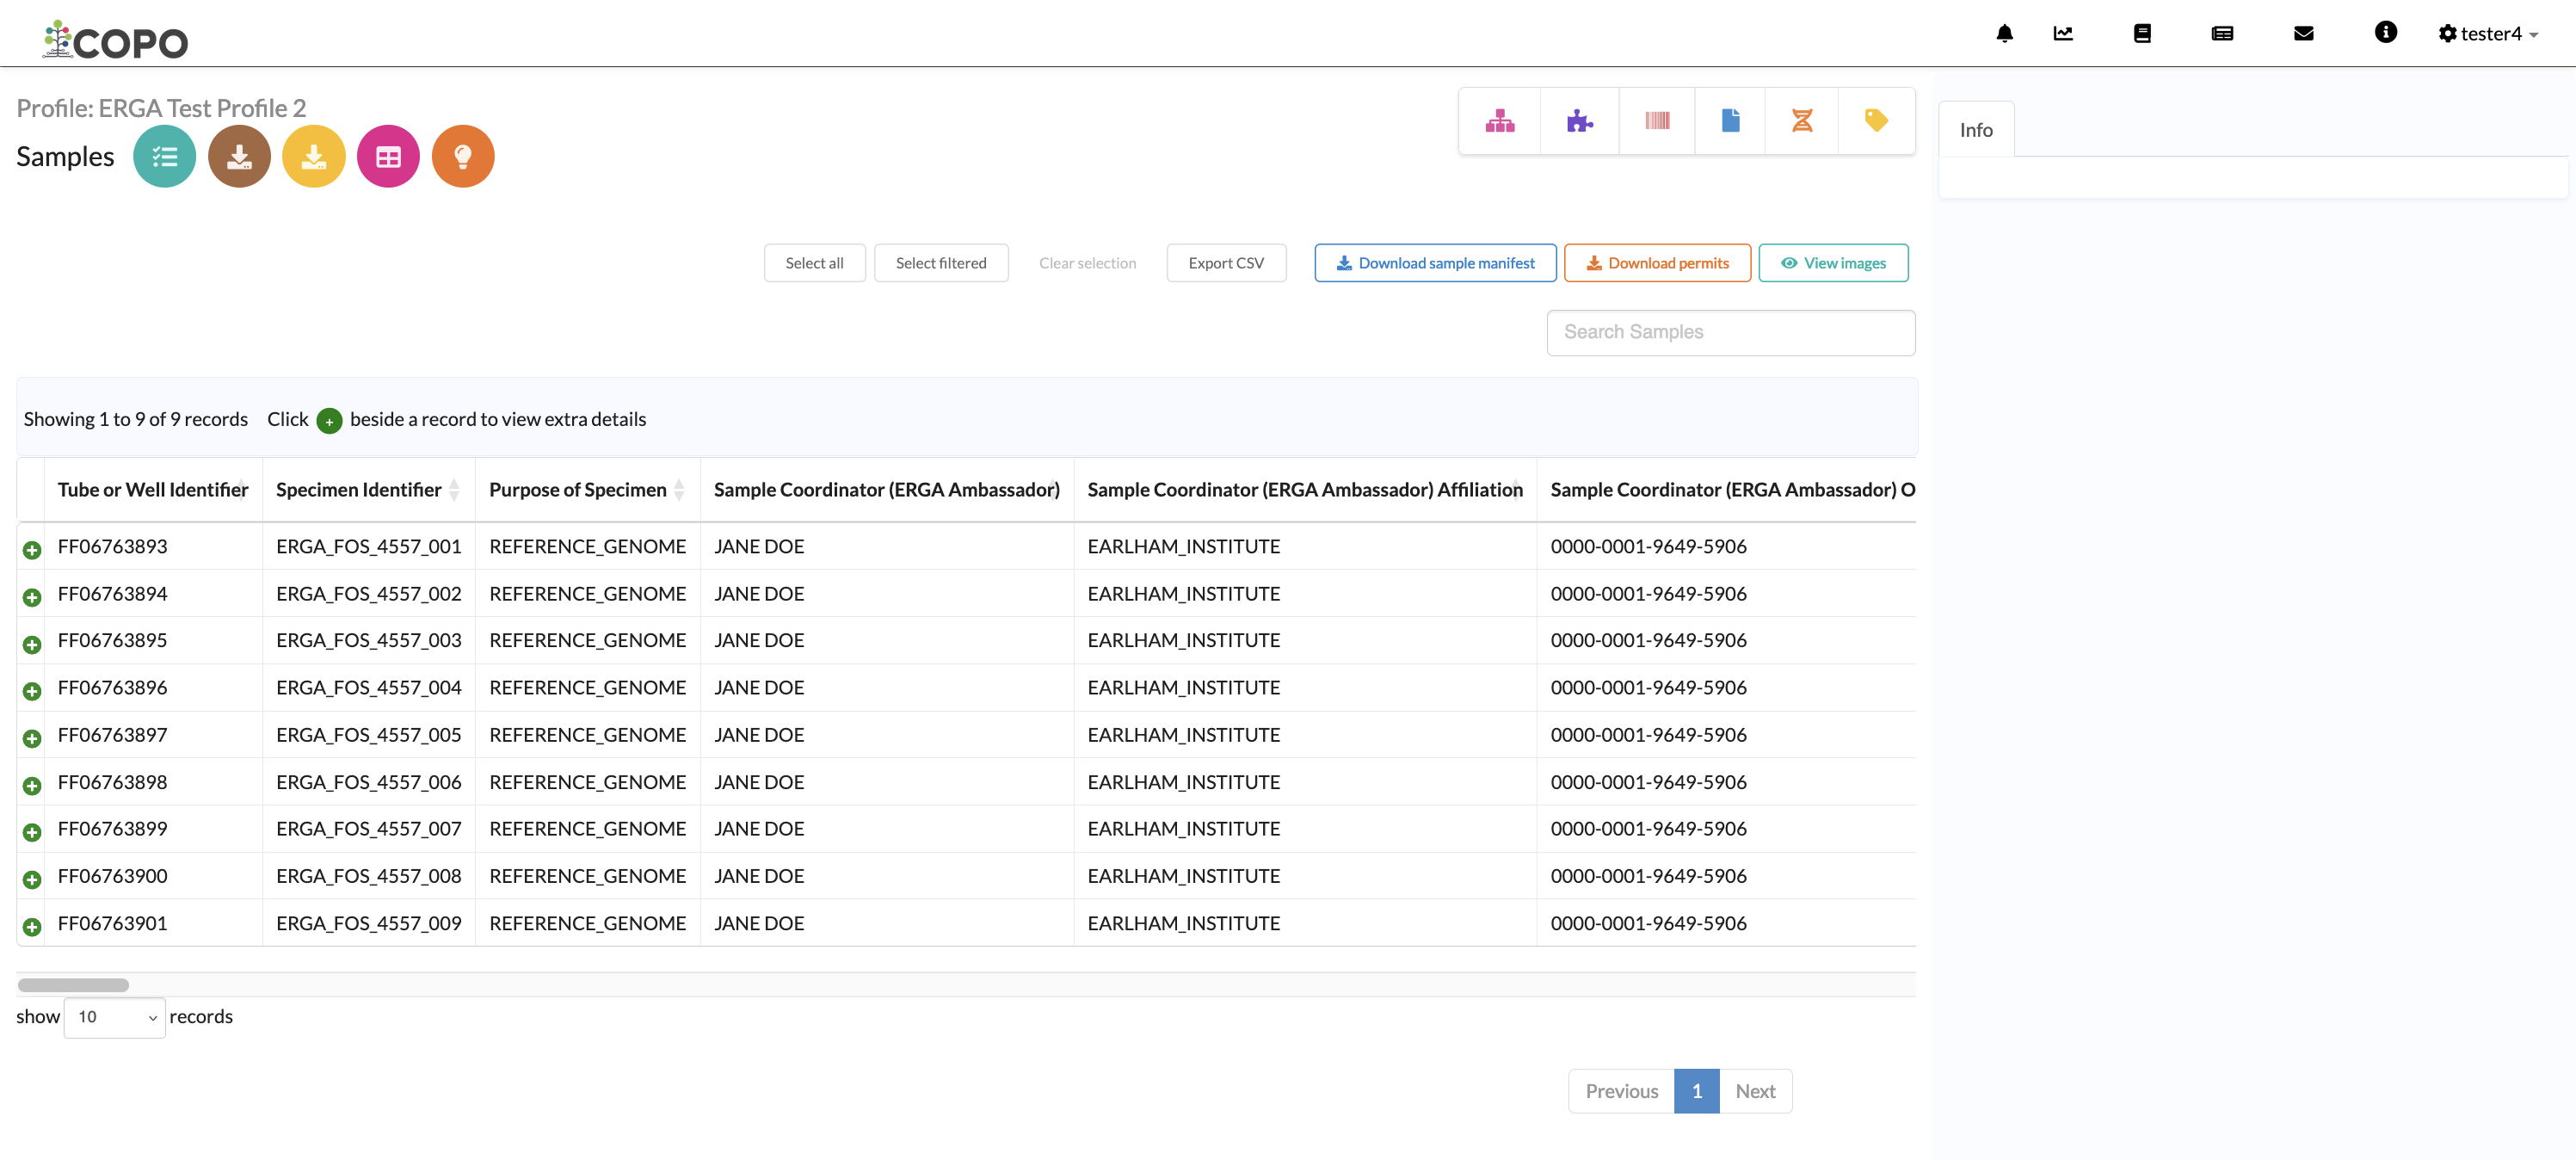 COPO
tester4
Profile: ERGA Test Profile 2
Samples
Info
Select all
Select filtered
Clear selection
Export CSV
Download sample manifest
Download permits
View images
Search Samples
Showing 1 to 9 of 9 records Click + beside a record to view extra details
Tube or Well Identifier Specimen Identifier Purpose of Specimen Sample Coordinator (ERGA Ambassador) Sample Coordinator (ERGA Ambassador) Affiliation Sample Coordinator (ERGA Ambassador) O
FF06763893 ERGA_FOS_4557_001 REFERENCE_GENOME JANE DOE EARLHAM_INSTITUTE 0000-0001-9649-5906
FF06763894 ERGA_FOS_4557_002 REFERENCE_GENOME JANE DOE EARLHAM_INSTITUTE 0000-0001-9649-5906
FF06763895 ERGA_FOS_4557_003 REFERENCE_GENOME JANE DOE EARLHAM_INSTITUTE 0000-0001-9649-5906
FF06763896 ERGA_FOS_4557_004 REFERENCE_GENOME JANE DOE EARLHAM_INSTITUTE 0000-0001-9649-5906
FF06763897 ERGA_FOS_4557_005 REFERENCE_GENOME JANE DOE EARLHAM_INSTITUTE 0000-0001-9649-5906
FF06763898 ERGA_FOS_4557_006 REFERENCE_GENOME JANE DOE EARLHAM_INSTITUTE 0000-0001-9649-5906
FF06763899 ERGA_FOS_4557_007 REFERENCE_GENOME JANE DOE EARLHAM_INSTITUTE 0000-0001-9649-5906
FF06763900 ERGA_FOS_4557_008 REFERENCE_GENOME JANE DOE EARLHAM_INSTITUTE 0000-0001-9649-5906
FF06763901 ERGA_FOS_4557_009 REFERENCE_GENOME JANE DOE EARLHAM_INSTITUTE 0000-0001-9649-5906
show 10 records
Previous 1 Next